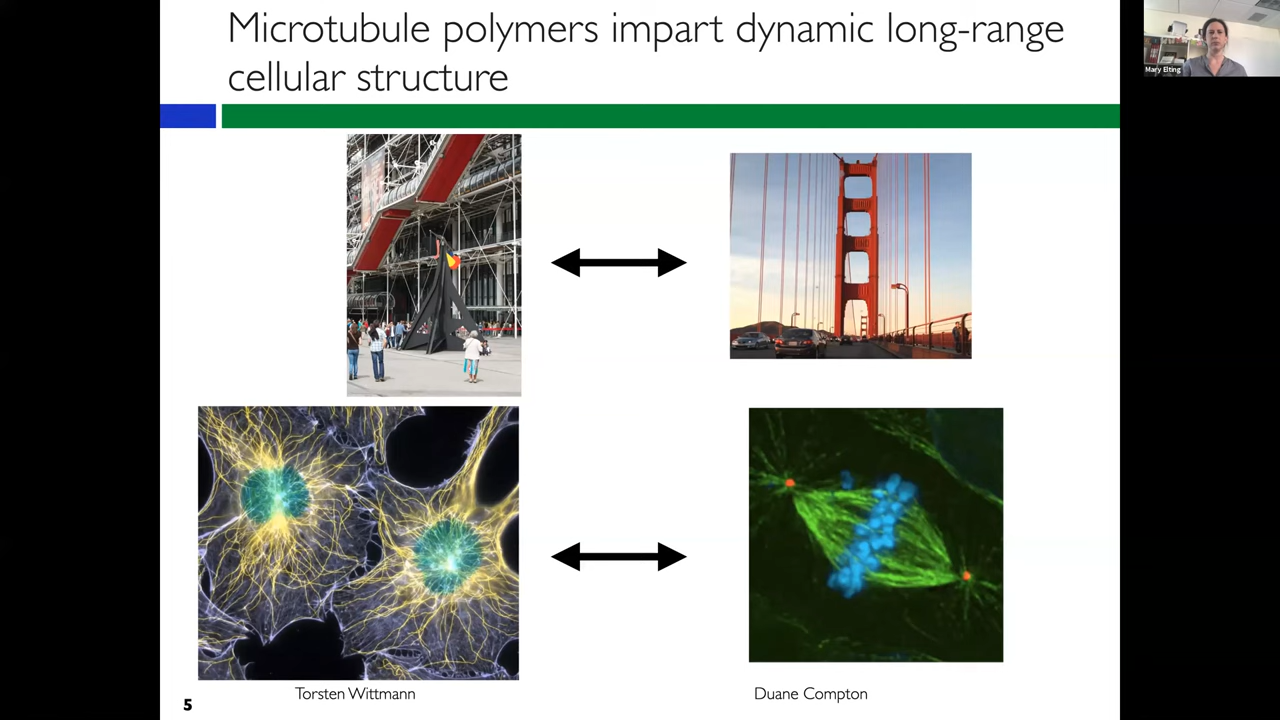 Microtubule polymers impart dynamic long-range
cellular structure
Mary Elting
Torsten Wittmann
Duane Compton
5